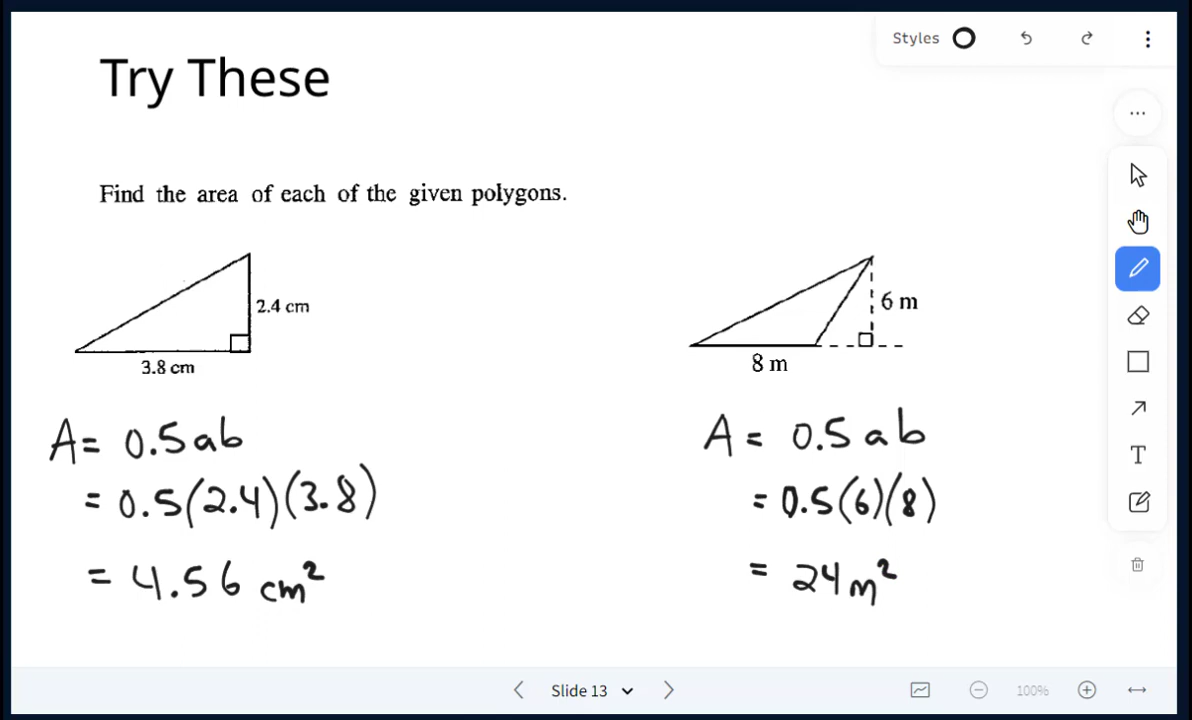 Styles
Try These
Find the area of each of the given polygons.
2.4 cm
3.8 cm
6 m
8 m
A = 0.5ab
= 0.5(2.4)(3.8)
= 4.56 cm²
A = 0.5ab
= 0.5(6)(8)
= 24 m²
T
Slide 13
100%